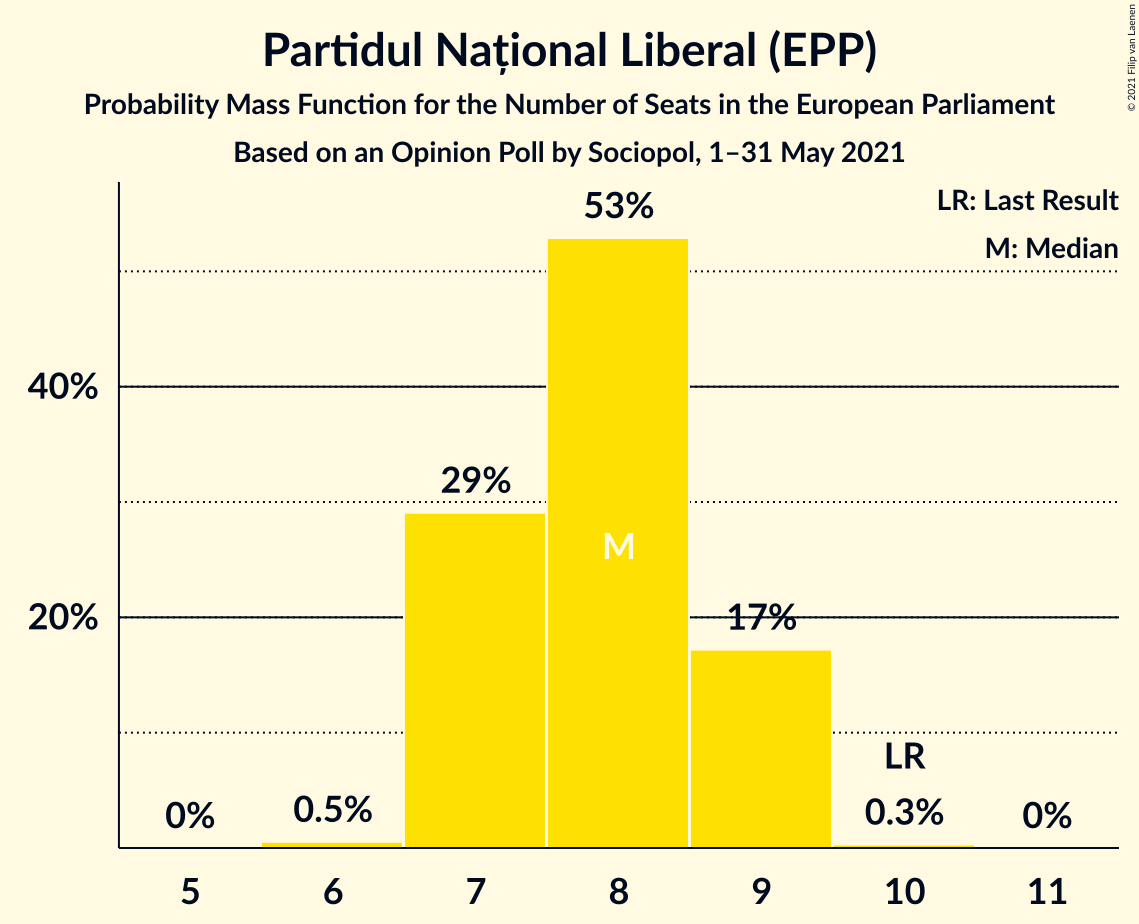 Partidul Național Liberal (EPP)
Probability Mass Function for the Number of Seats in the European Parliament
Based on an Opinion Poll by Sociopol, 1–31 May 2021
© 2021 Filip van Laenen
LR: Last Result
M: Median
53%
40%
29%
M
20%
17%
LR
0%
0.5%
0.3%
0%
5 6 7 8 9 10 11